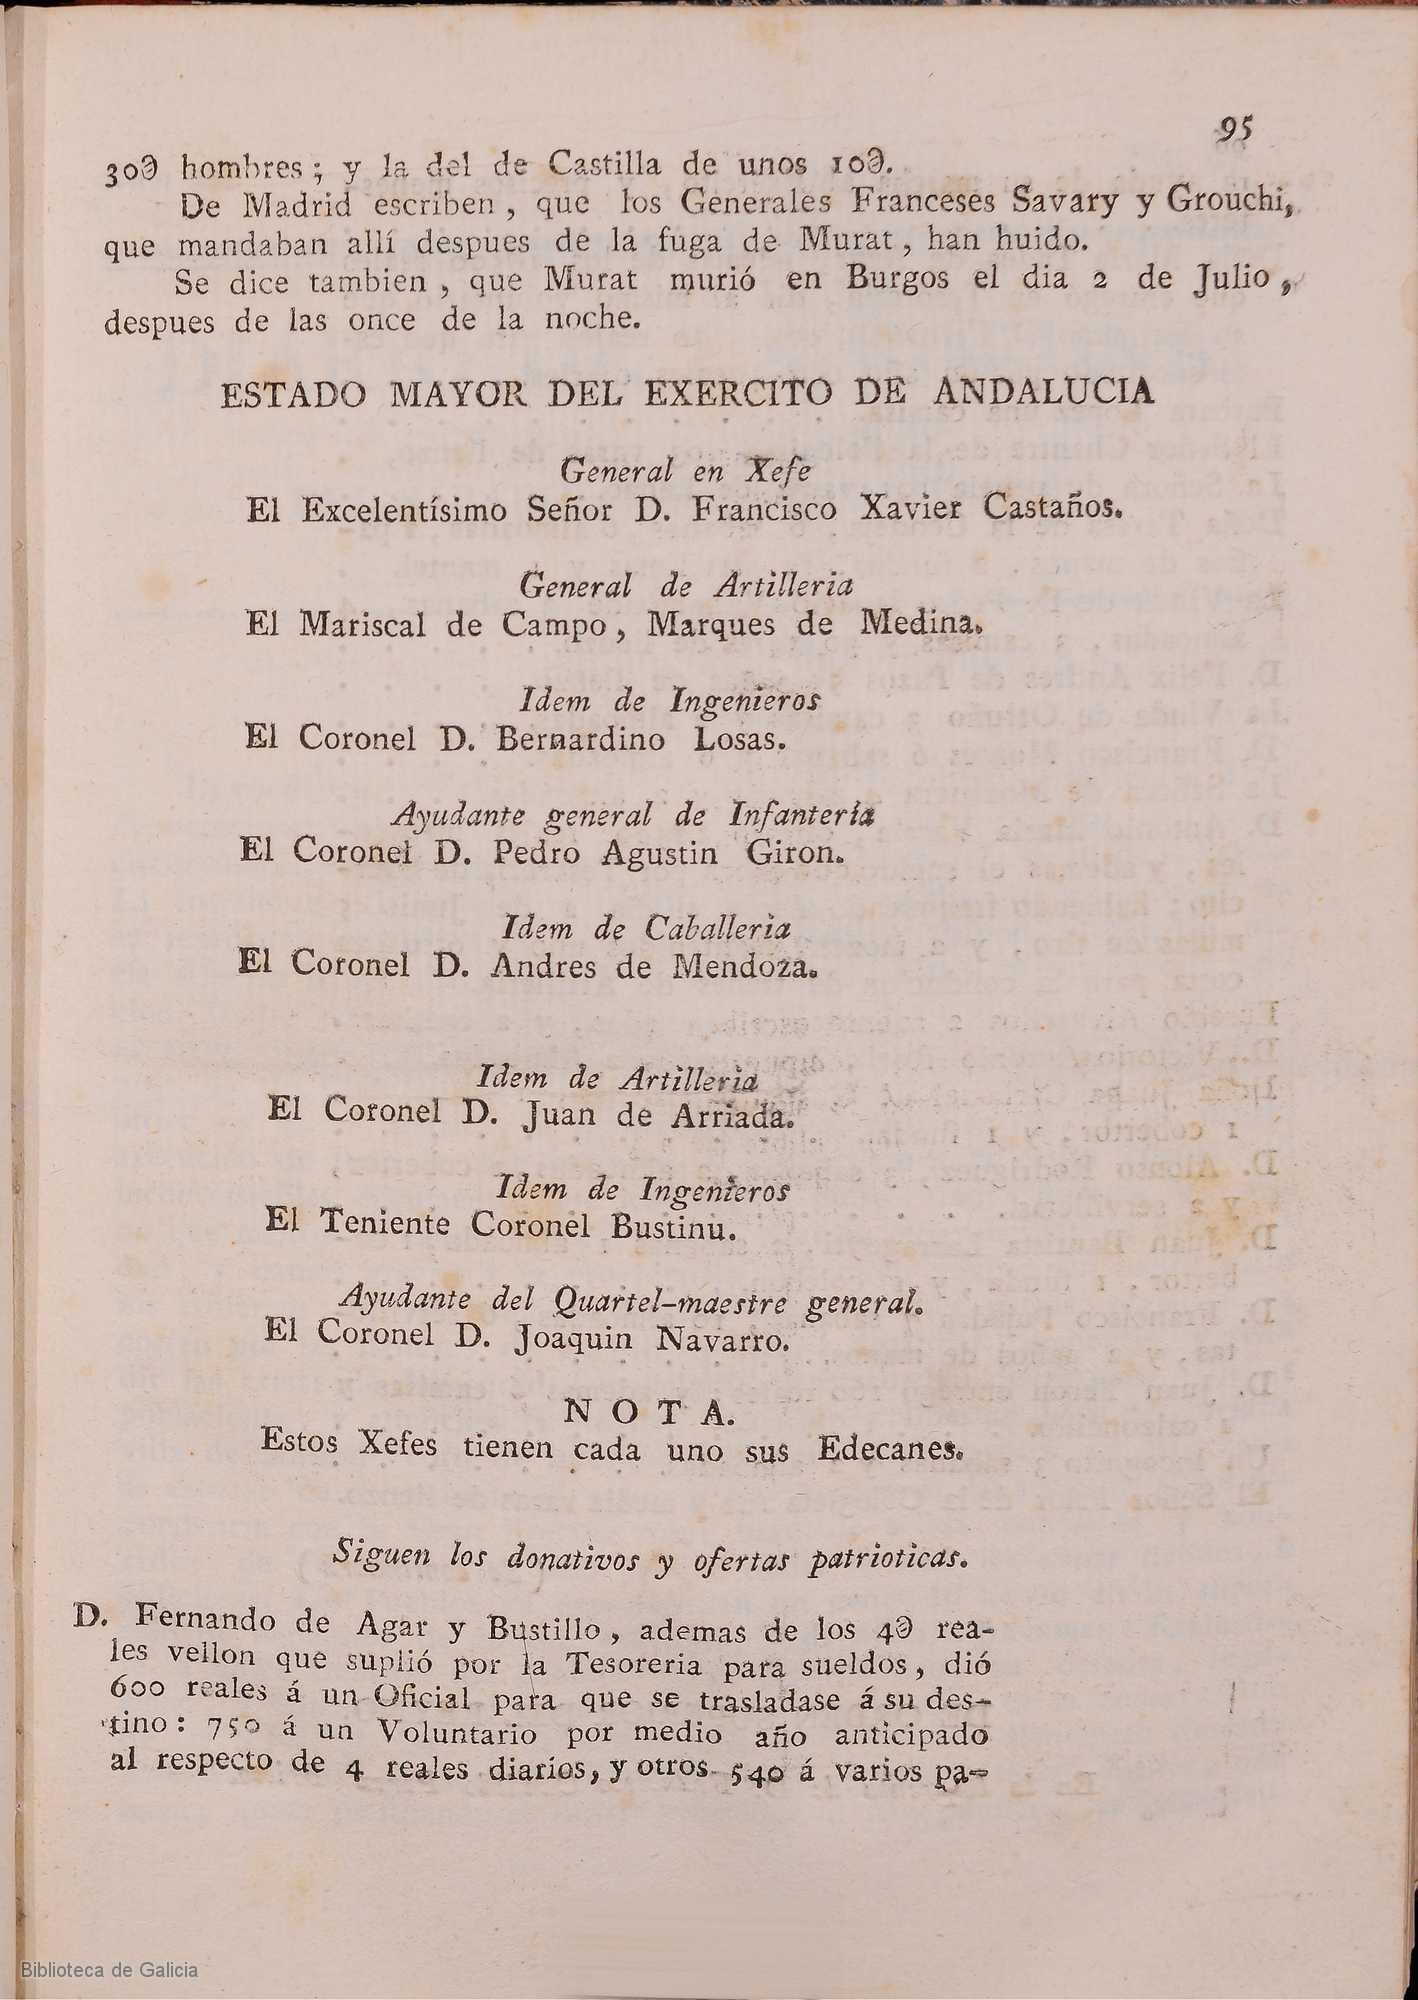 95
30Ə hombres; y la del de Castilla de unos 10Ə.
De Madrid escriben, que los Generales Franceses Savary y Grouchi,
que mandaban allí despues de la fuga de Murat, han huido.
Se dice tambien, que Murat murió en Burgos el dia 2 de Julio,
despues de las once de la noche.
ESTADO MAYOR DEL EXERCITO DE ANDALUCIA
General en Xefe
El Excelentísimo Señor D. Francisco Xavier Castaños.
General de Artilleria
El Mariscal de Campo, Marques de Medina.
Idem de Ingenieros
El Coronel D. Bernardino Losas.
Ayudante general de Infanteria
El Coronel D. Pedro Agustin Giron.
Idem de Caballeria
El Coronel D. Andres de Mendoza.
Idem de Artilleria
El Coronel D. Juan de Arriada.
Idem de Ingenieros
El Teniente Coronel Bustinu.
Ayudante del Quartel-maestre general.
El Coronel D. Joaquin Navarro.
NOTA.
Estos Xefes tienen cada uno sus Edecanes.
Siguen los donativos y ofertas patrioticas.
D. Fernando de Agar y Bustillo, ademas de los 4Ə rea-
les vellon que suplió por la Tesoreria para sueldos, dió
600 reales á un Oficial para que se trasladase á su des-
tino: 750 á un Voluntario por medio año anticipado
al respecto de 4 reales diarios, y otros 540 á varios pa-
Biblioteca de Galicia